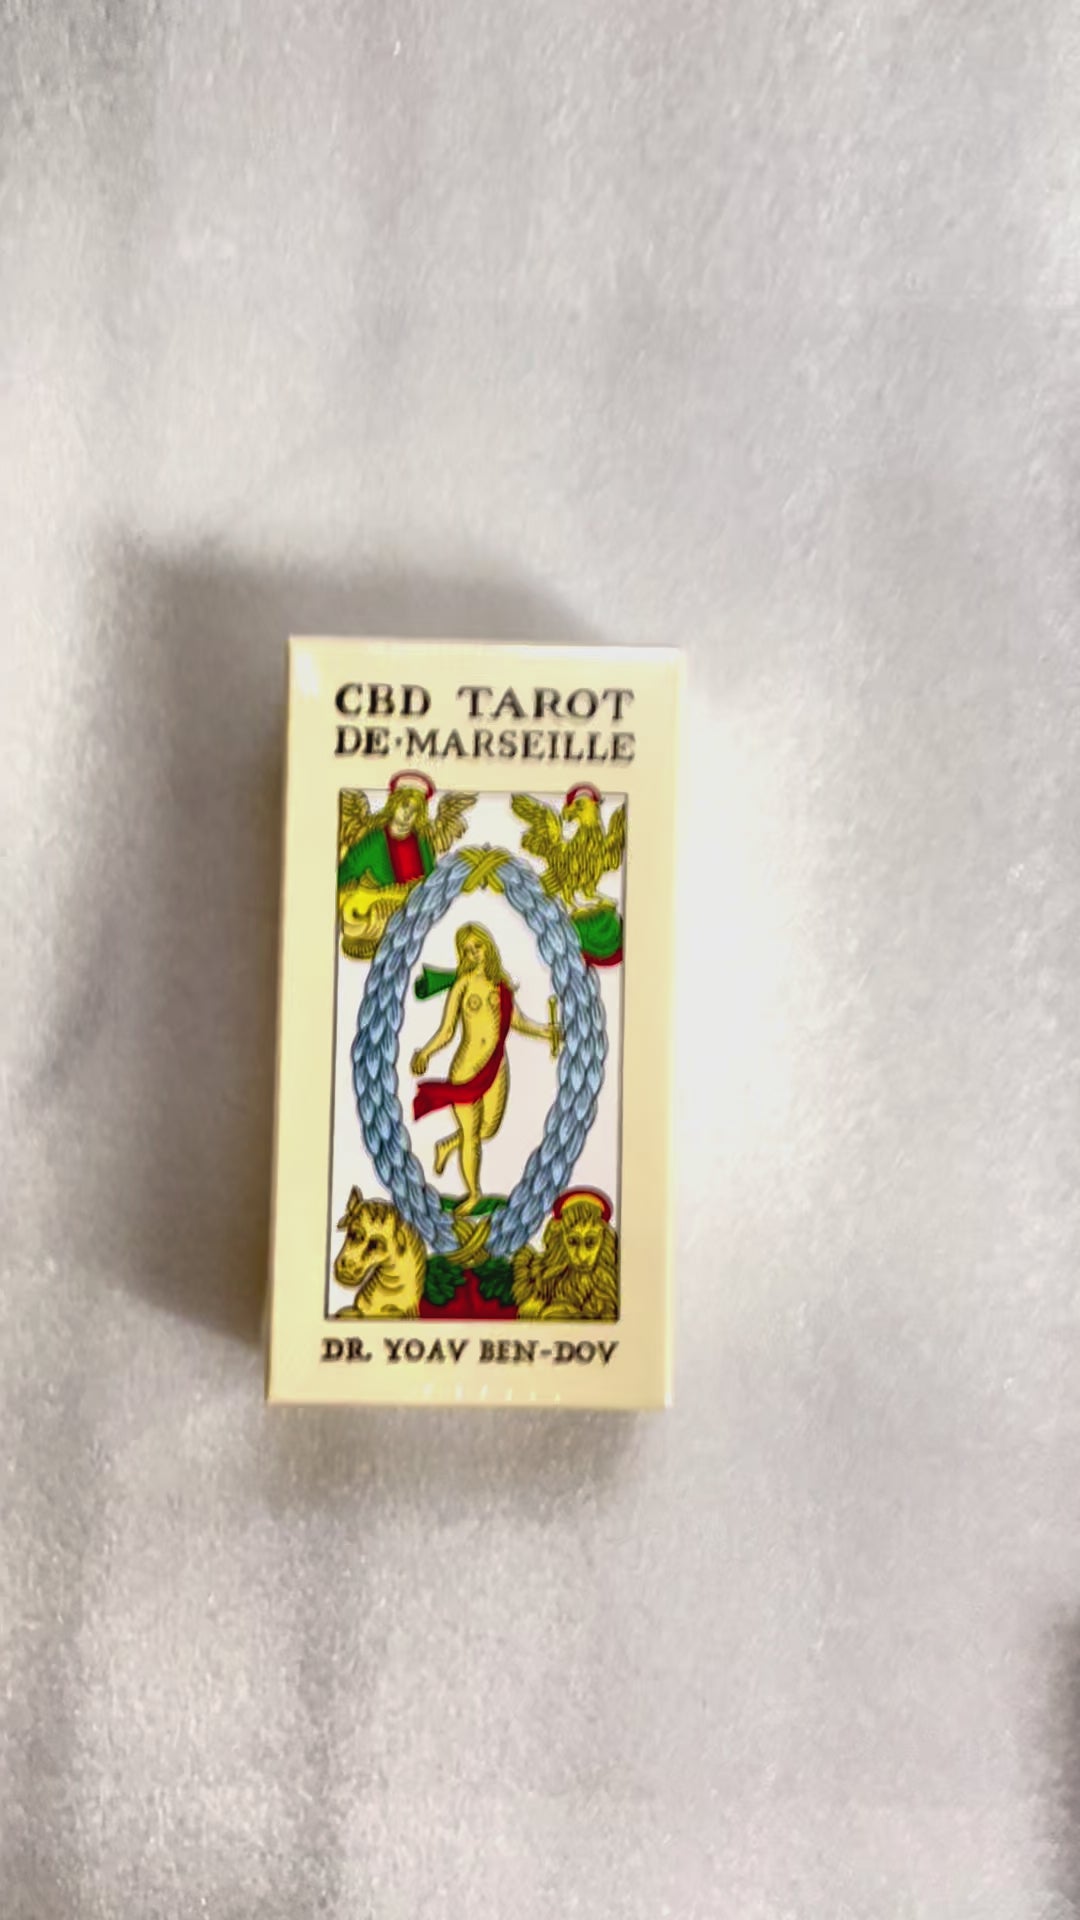 CBD TAROT
DE·MARSEILLE
DR. YOAV BEN-DOV